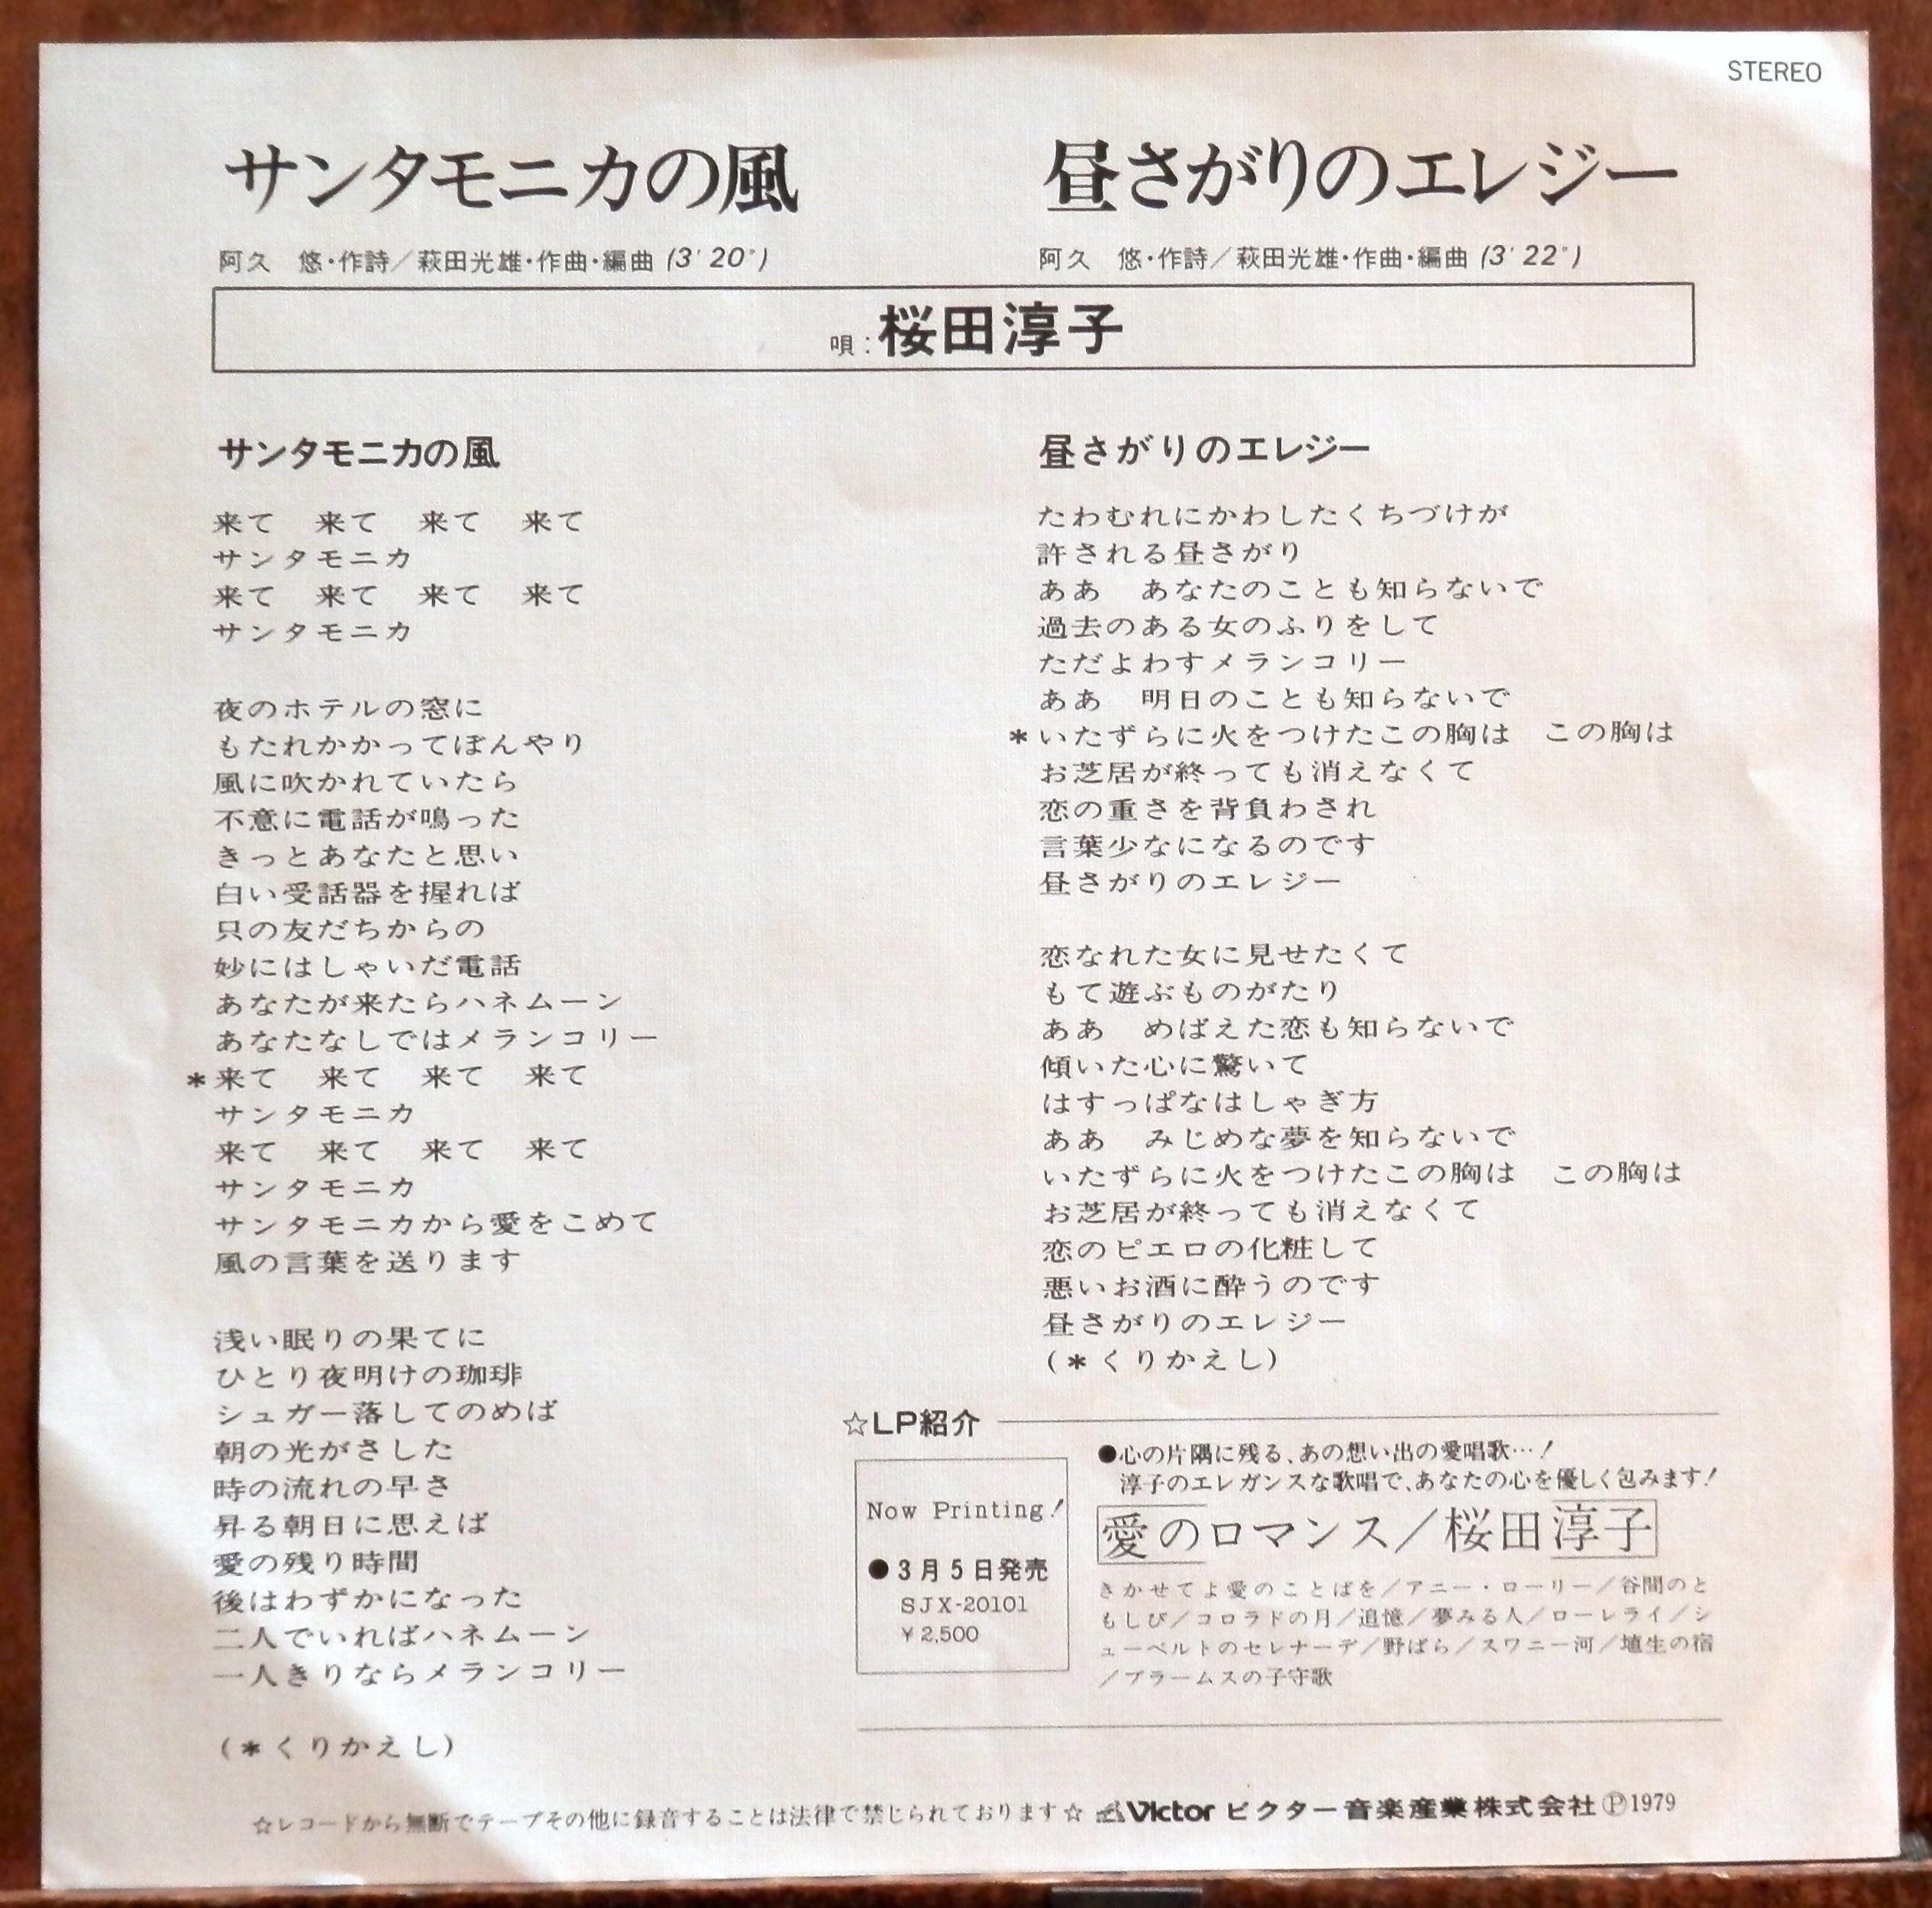 STEREO
サンタモニカの風
阿久　悠・作詩／萩田光雄・作曲・編曲 (3′20″)
昼さがりのエレジー
阿久　悠・作詩／萩田光雄・作曲・編曲 (3′22″)
唄：桜田淳子
サンタモニカの風
来て　来て　来て　来て
サンタモニカ
来て　来て　来て　来て
サンタモニカ
夜のホテルの窓に
もたれかかってぼんやり
風に吹かれていたら
不意に電話が鳴った
きっとあなたと思い
白い受話器を握れば
只の友だちからの
妙にはしゃいだ電話
あなたが来たらハネムーン
あなたなしではメランコリー
*来て　来て　来て　来て
サンタモニカ
来て　来て　来て　来て
サンタモニカ
サンタモニカから愛をこめて
風の言葉を送ります
浅い眠りの果てに
ひとり夜明けの珈琲
シュガー落してのめば
朝の光がさした
時の流れの早さ
昇る朝日に思えば
愛の残り時間
後はわずかになった
二人でいればハネムーン
一人きりならメランコリー
(*くりかえし)
昼さがりのエレジー
たわむれにかわしたくちづけが
許される昼さがり
ああ　あなたのことも知らないで
過去のある女のふりをして
ただよわすメランコリー
ああ　明日のことも知らないで
*いたずらに火をつけたこの胸は　この胸は
お芝居が終っても消えなくて
恋の重さを背負わされ
言葉少なになるのです
昼さがりのエレジー
恋なれた女に見せたくて
もて遊ぶものがたり
ああ　めばえた恋も知らないで
傾いた心に驚いて
はすっぱなはしゃぎ方
ああ　みじめな夢を知らないで
いたずらに火をつけたこの胸は　この胸は
お芝居が終っても消えなくて
恋のピエロの化粧して
悪いお酒に酔うのです
昼さがりのエレジー
(*くりかえし)
☆LP紹介
Now Printing!
●3月5日発売
SJX-20101
¥2,500
●心の片隅に残る、あの想い出の愛唱歌…!
淳子のエレガンスな歌唱で、あなたの心を優しく包みます!
愛のロマンス／桜田淳子
きかせてよ愛のことばを／アニー・ローリー／谷間のと
もしび／コロラドの月／追憶／夢みる人／ローレライ／シ
ューベルトのセレナーデ／野ばら／スワニー河／埴生の宿
／ブラームスの子守歌
☆レコードから無断でテープその他に録音することは法律で禁じられております☆ Victor ビクター音楽産業株式会社 Ⓟ1979